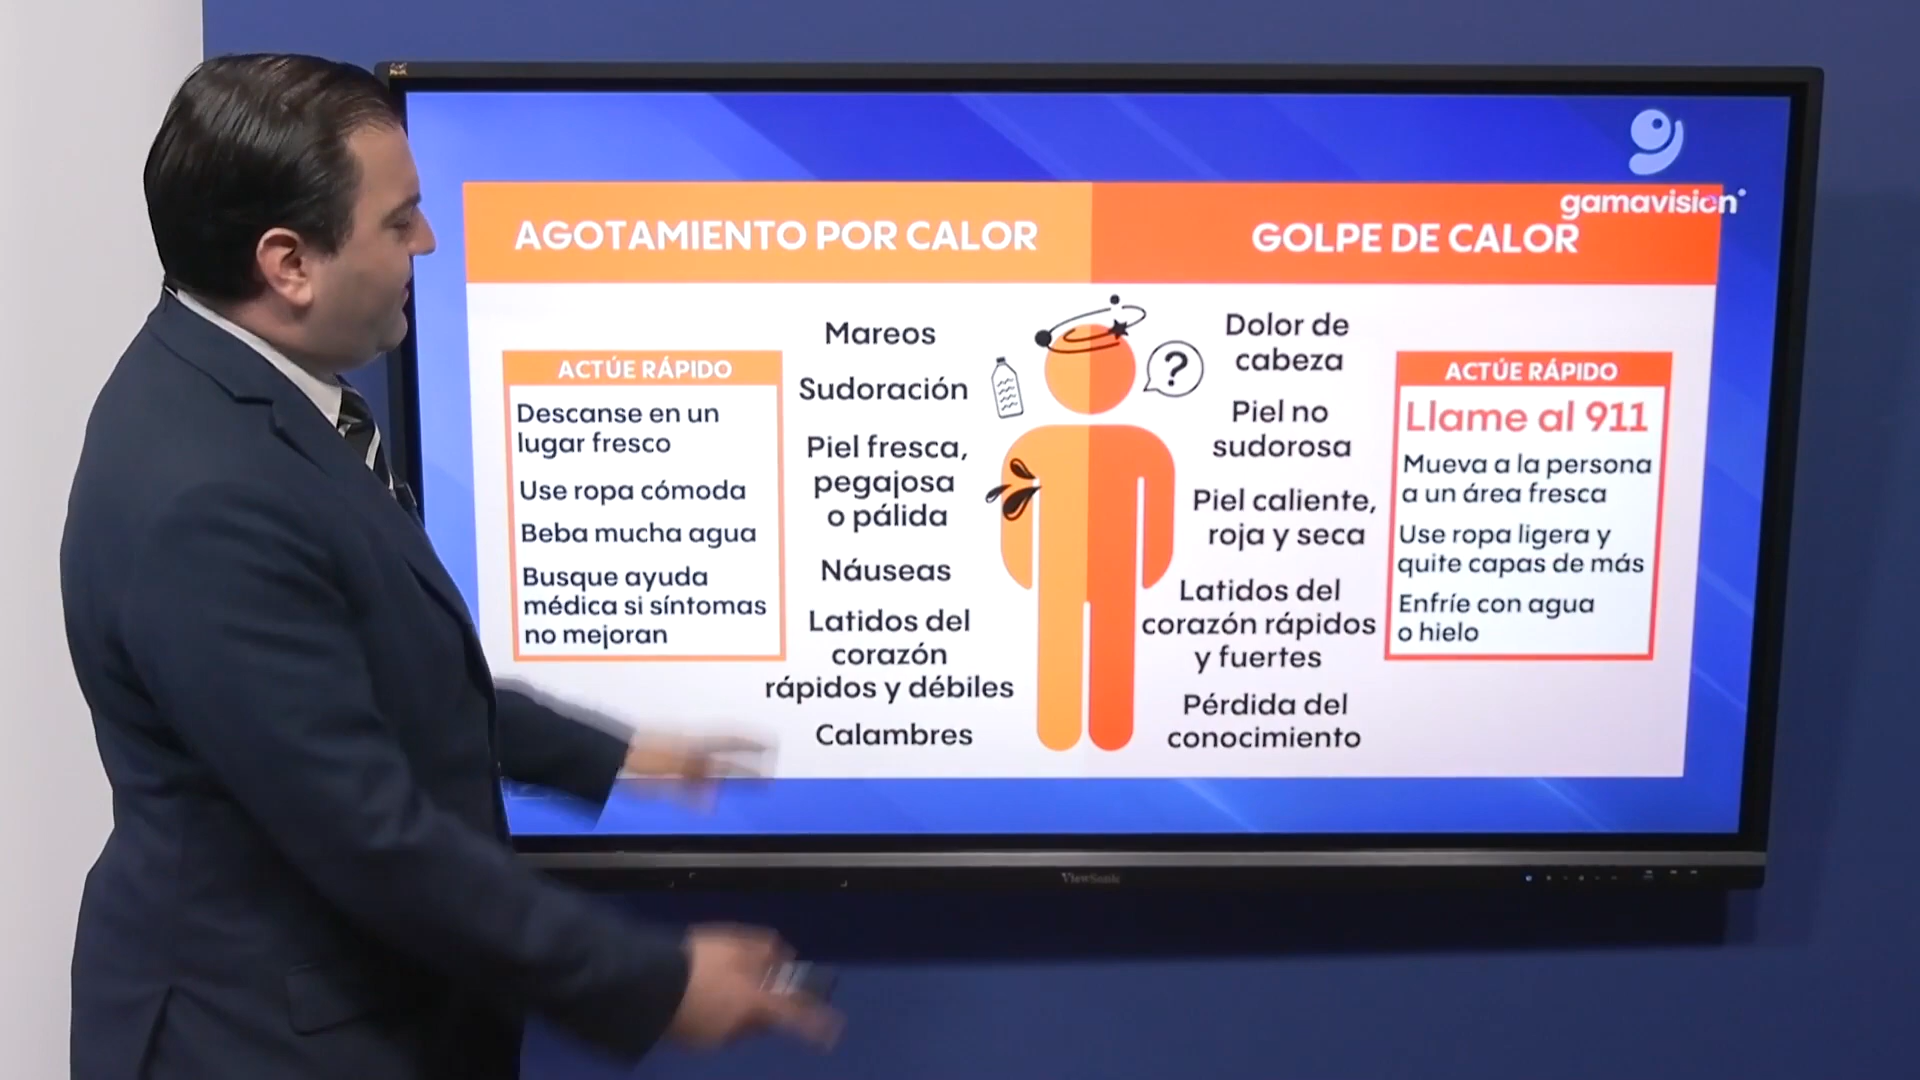 gamavision
AGOTAMIENTO POR CALOR
GOLPE DE CALOR
ACTÚE RÁPIDO
Descanse en un
lugar fresco
Use ropa cómoda
Beba mucha agua
Busque ayuda
médica si síntomas
no mejoran
Mareos
Sudoración
Piel fresca,
pegajosa
o pálida
Náuseas
Latidos del
corazón
rápidos y débiles
Calambres
?
Dolor de
cabeza
Piel no
sudorosa
Piel caliente,
roja y seca
Latidos del
corazón rápidos
y fuertes
Pérdida del
conocimiento
ACTÚE RÁPIDO
Llame al 911
Mueva a la persona
a un área fresca
Use ropa ligera y
quite capas de más
Enfríe con agua
o hielo
ViewSonic